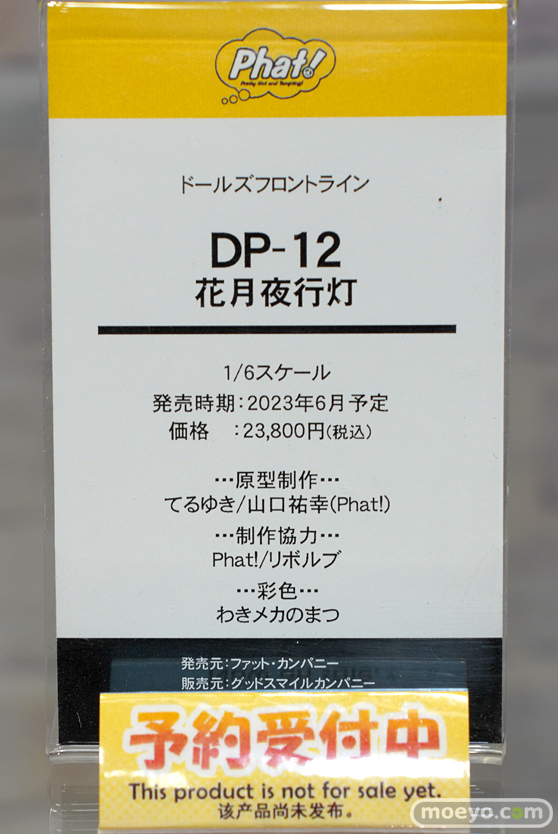 Phat!
ドールズフロントライン
DP-12
花月夜行灯
1/6スケール
発売時期：2023年6月予定
価格　：23,800円(税込)
…原型制作…
てるゆき/山口祐幸(Phat!)
…制作協力…
Phat!/リボルブ
…彩色…
わきメカのまつ
発売元：ファット・カンパニー
販売元：グッドスマイルカンパニー
予約受付中
This product is not for sale yet.
该产品尚未发布。
moeyo.com